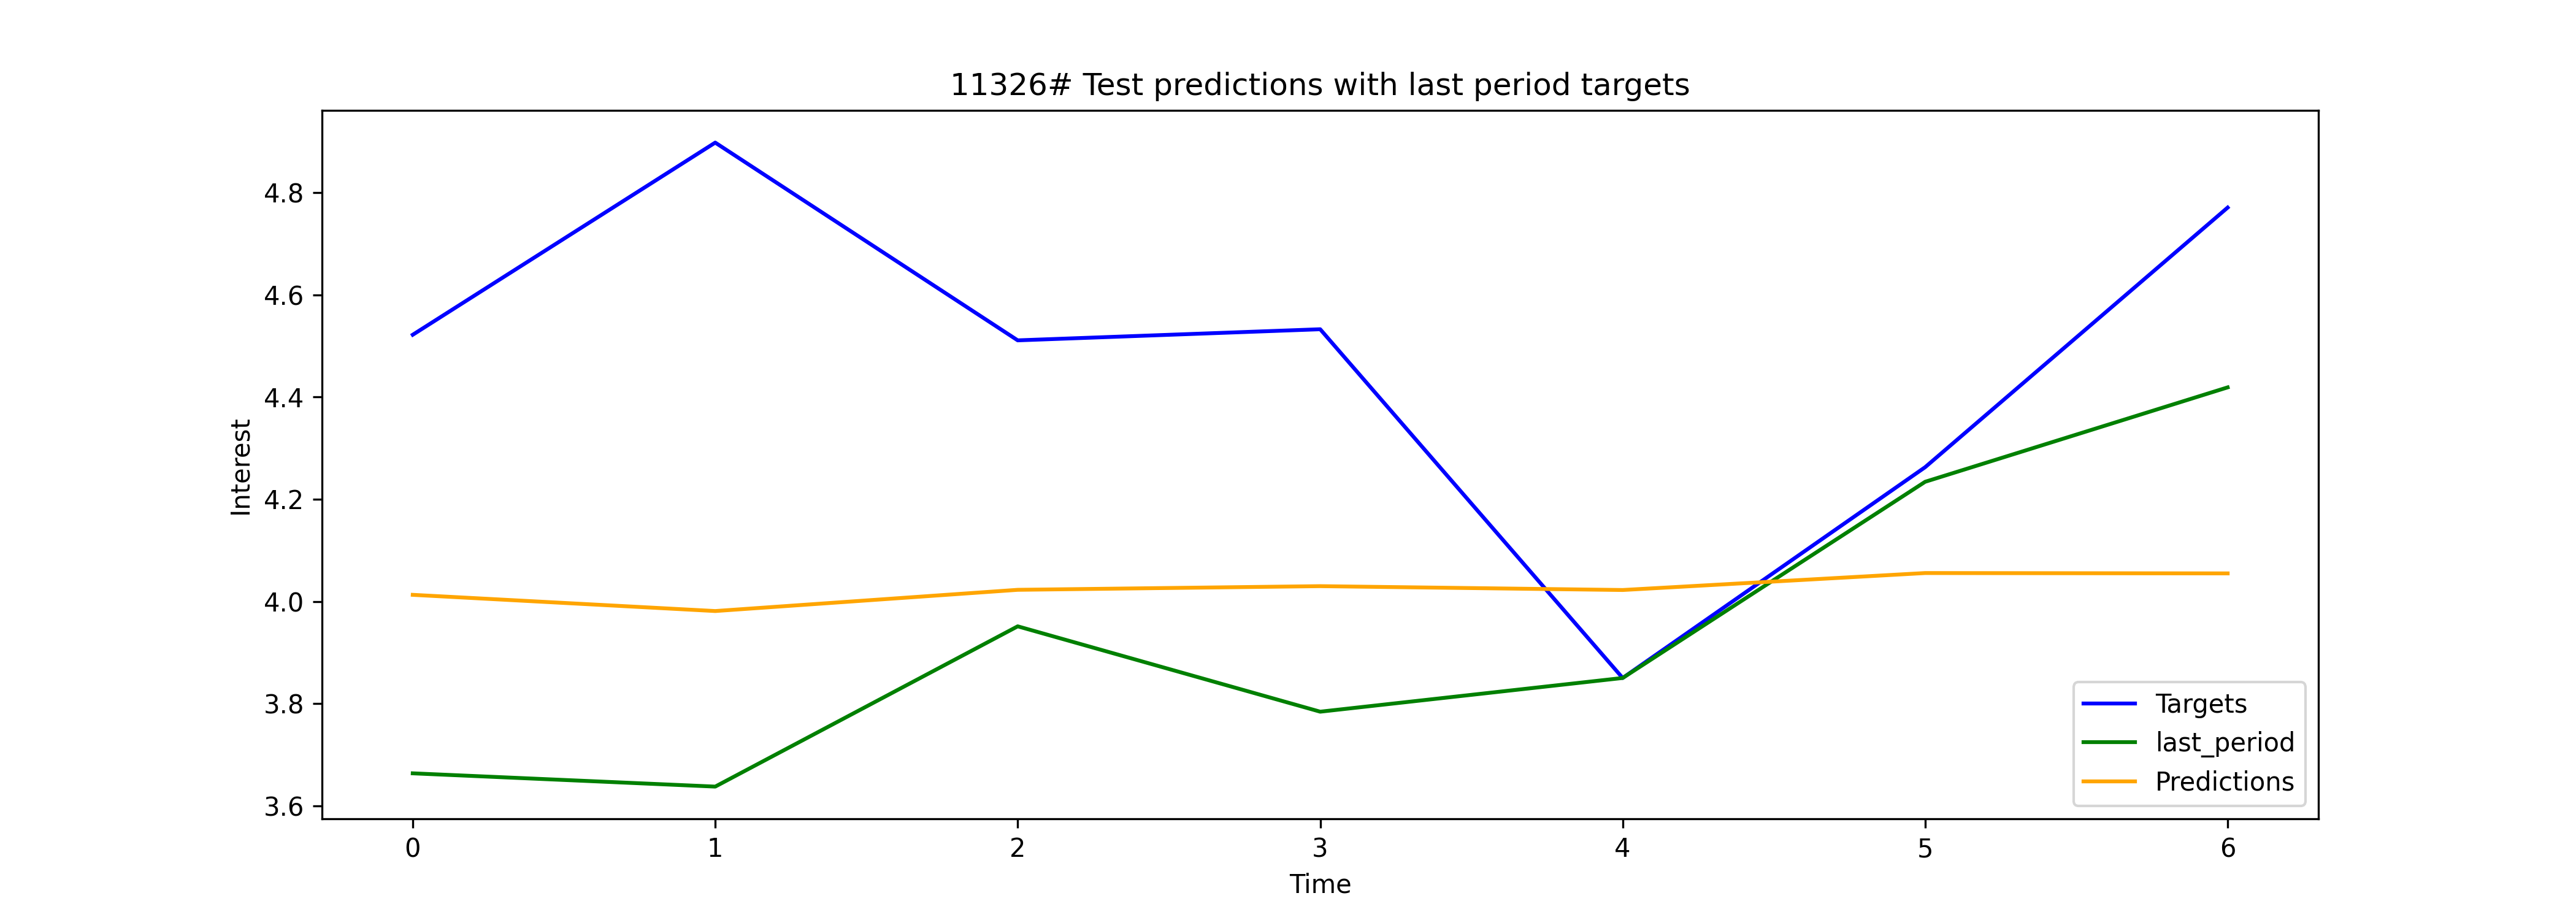 11326# Test predictions with last period targets
Interest
4.8
4.6
4.4
4.2
4.0
3.8
3.6
0 1 2 3 4 5 6
Time
Targets
last_period
Predictions